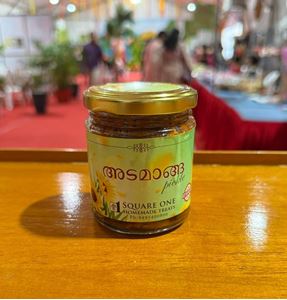 അടമാങ്ങ
pickle
1 SQUARE ONE
HOMEMADE TREATS